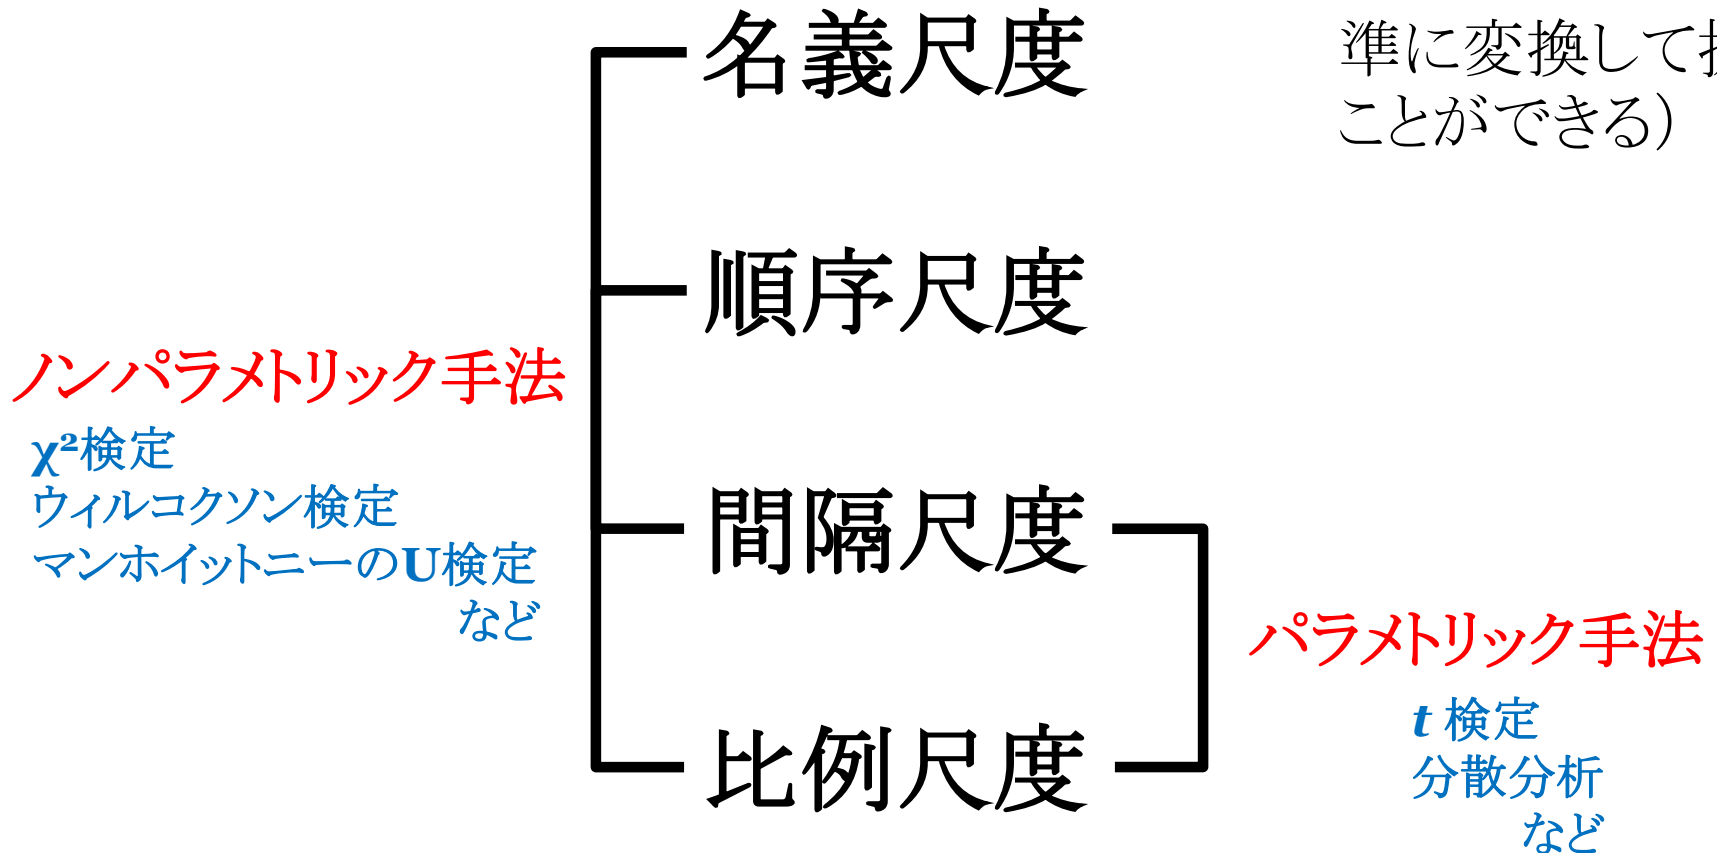 名義尺度
準に変換して
ことができる）
順序尺度
ノンパラメトリック手法
χ²検定
ウィルコクソン検定
マンホイットニーのU検定
など
間隔尺度
パラメトリック手法
t 検定
分散分析
など
比例尺度